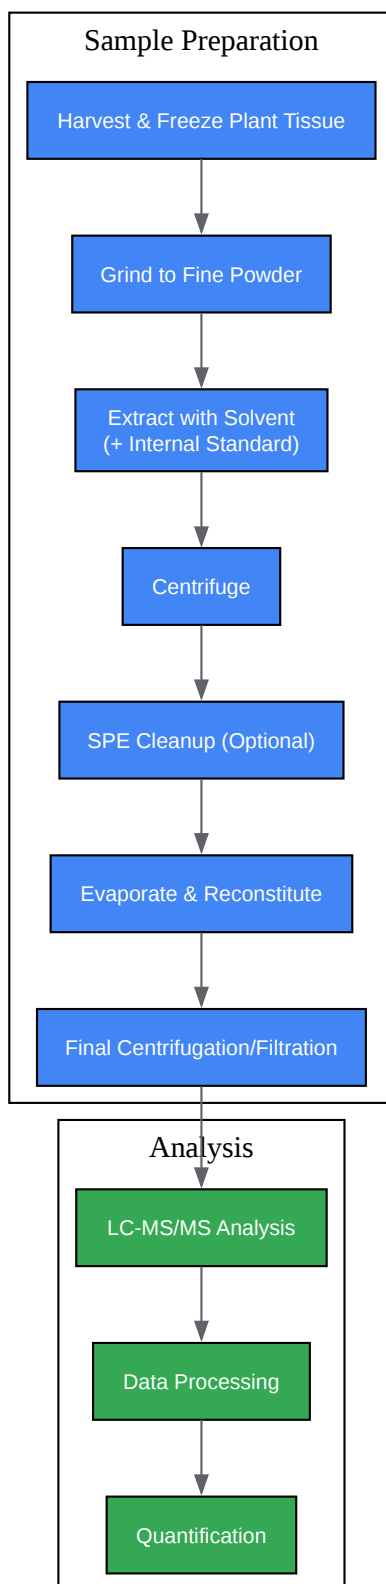 Sample Preparation
Harvest & Freeze Plant Tissue
Grind to Fine Powder
Extract with Solvent
(+ Internal Standard)
Centrifuge
SPE Cleanup (Optional)
Evaporate & Reconstitute
Final Centrifugation/Filtration
Analysis
LC-MS/MS Analysis
Data Processing
Quantification